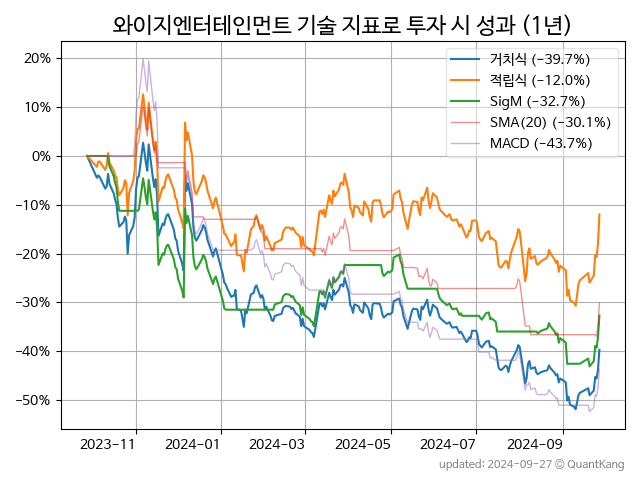 와이지엔터테인먼트 기술 지표로 투자 시 성과 (1년)
거치식 (−39.7%)
적립식 (−12.0%)
SigM (−32.7%)
SMA(20) (−30.1%)
MACD (−43.7%)
20%
10%
0%
−10%
−20%
−30%
−40%
−50%
2023-11 2024-01 2024-03 2024-05 2024-07 2024-09
updated: 2024-09-27 © QuantKang